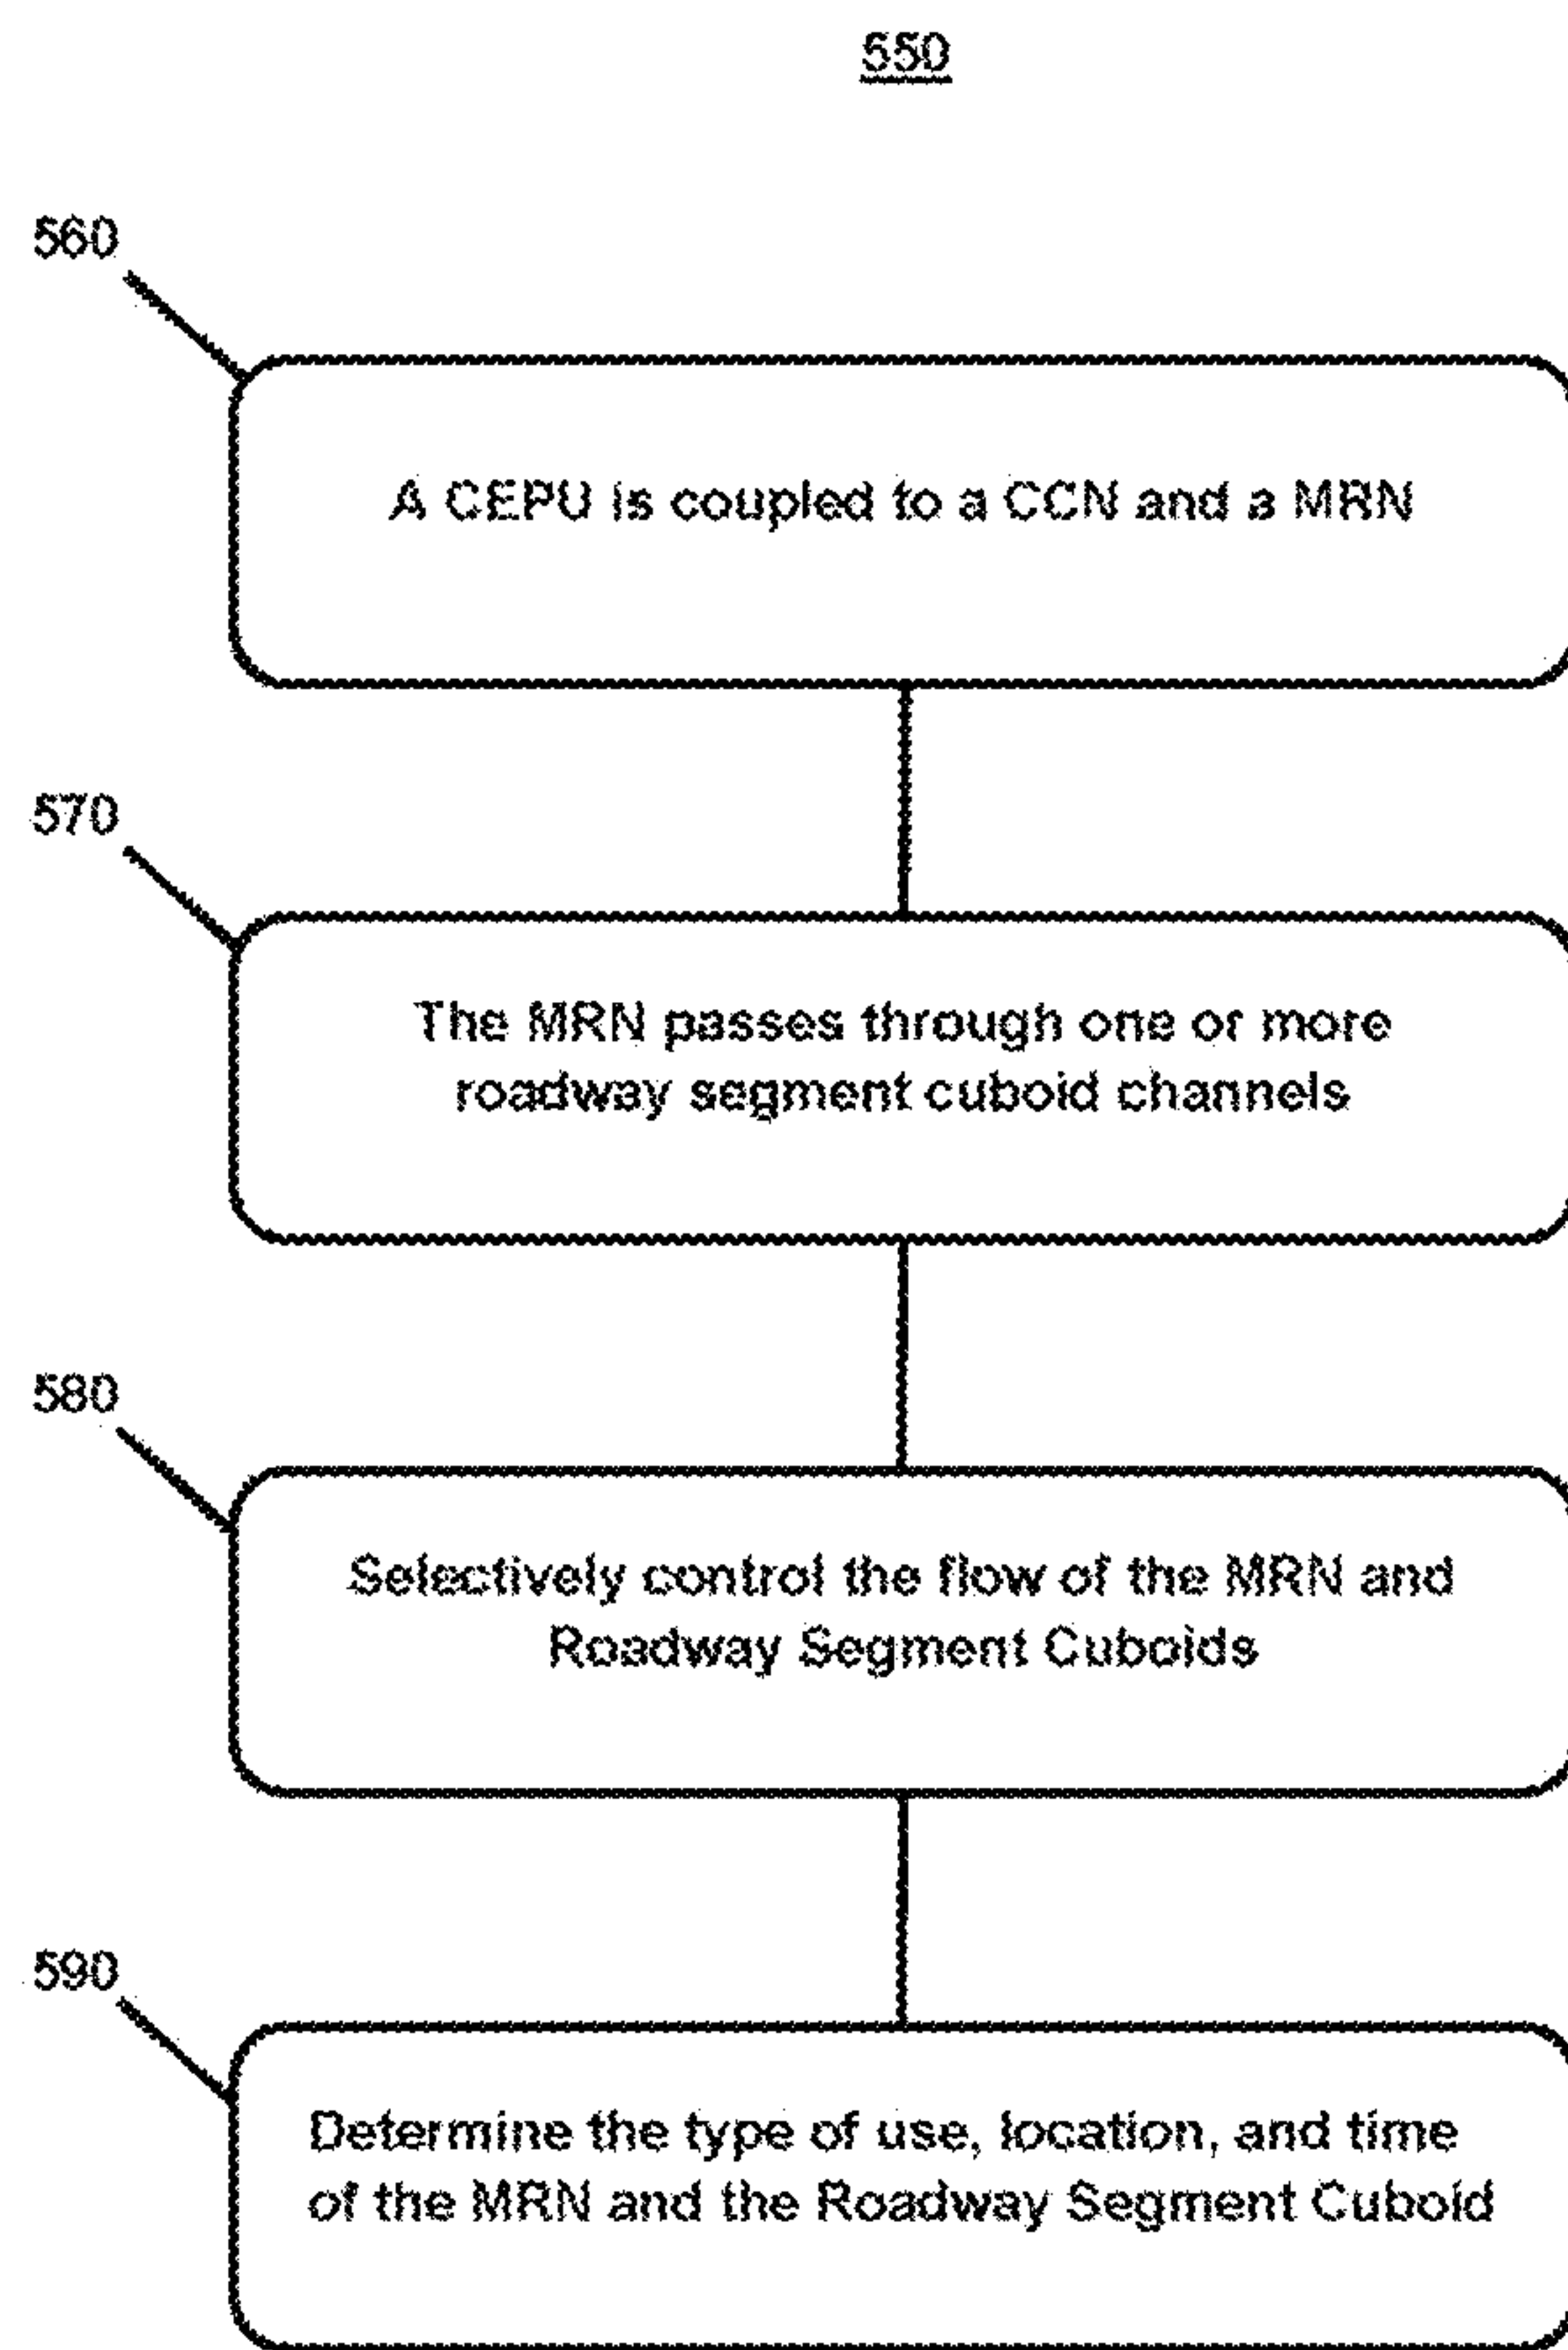 550
560
A CEPU is coupled to a CCN and a MRN
570
The MRN passes through one or more
roadway segment cuboid channels
580
Selectively control the flow of the MRN and
Roadway Segment Cuboids
590
Determine the type of use, location, and time
of the MRN and the Roadway Segment Cuboid